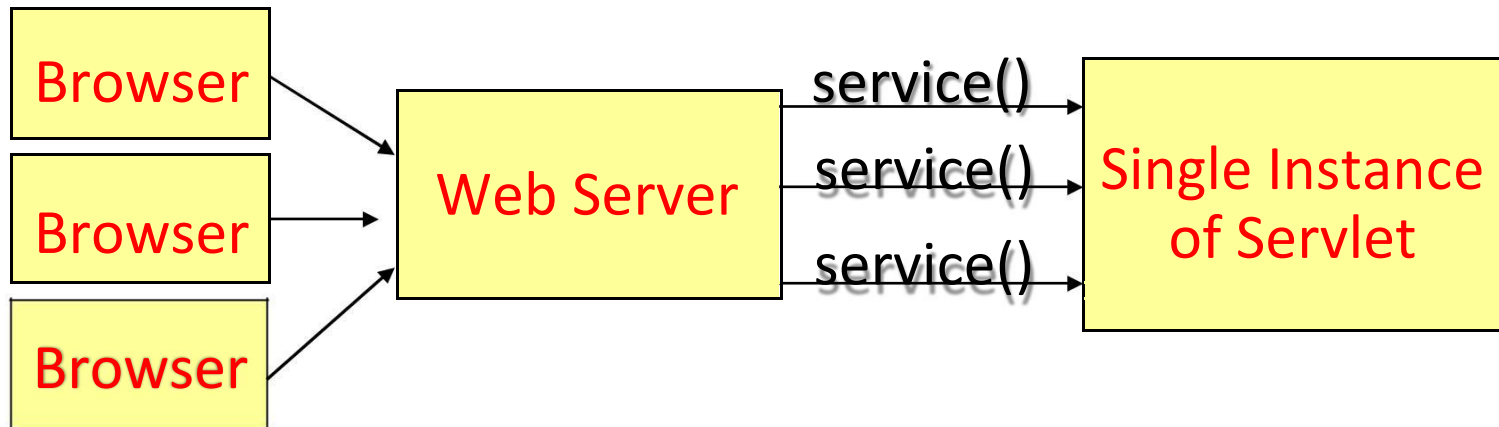 Browser
Browser
Browser
Web Server
service()
service()
service()
Single Instance
of Servlet